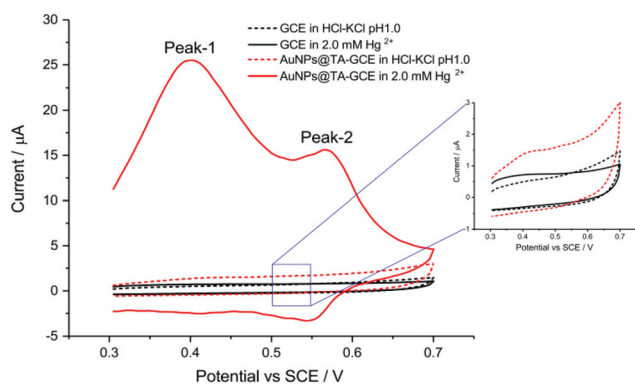 30
25
20
15
10
5
0
-5
Current / μA
Peak-1
Peak-2
GCE in HCl-KCl pH1.0
GCE in 2.0 mM Hg 2+
AuNPs@TA-GCE in HCl-KCl pH1.0
AuNPs@TA-GCE in 2.0 mM Hg 2+
0.3 0.4 0.5 0.6 0.7
Potential vs SCE / V
3
2
1
0
-1
Current / μA
0.3 0.4 0.5 0.6 0.7
Potential vs SCE / V